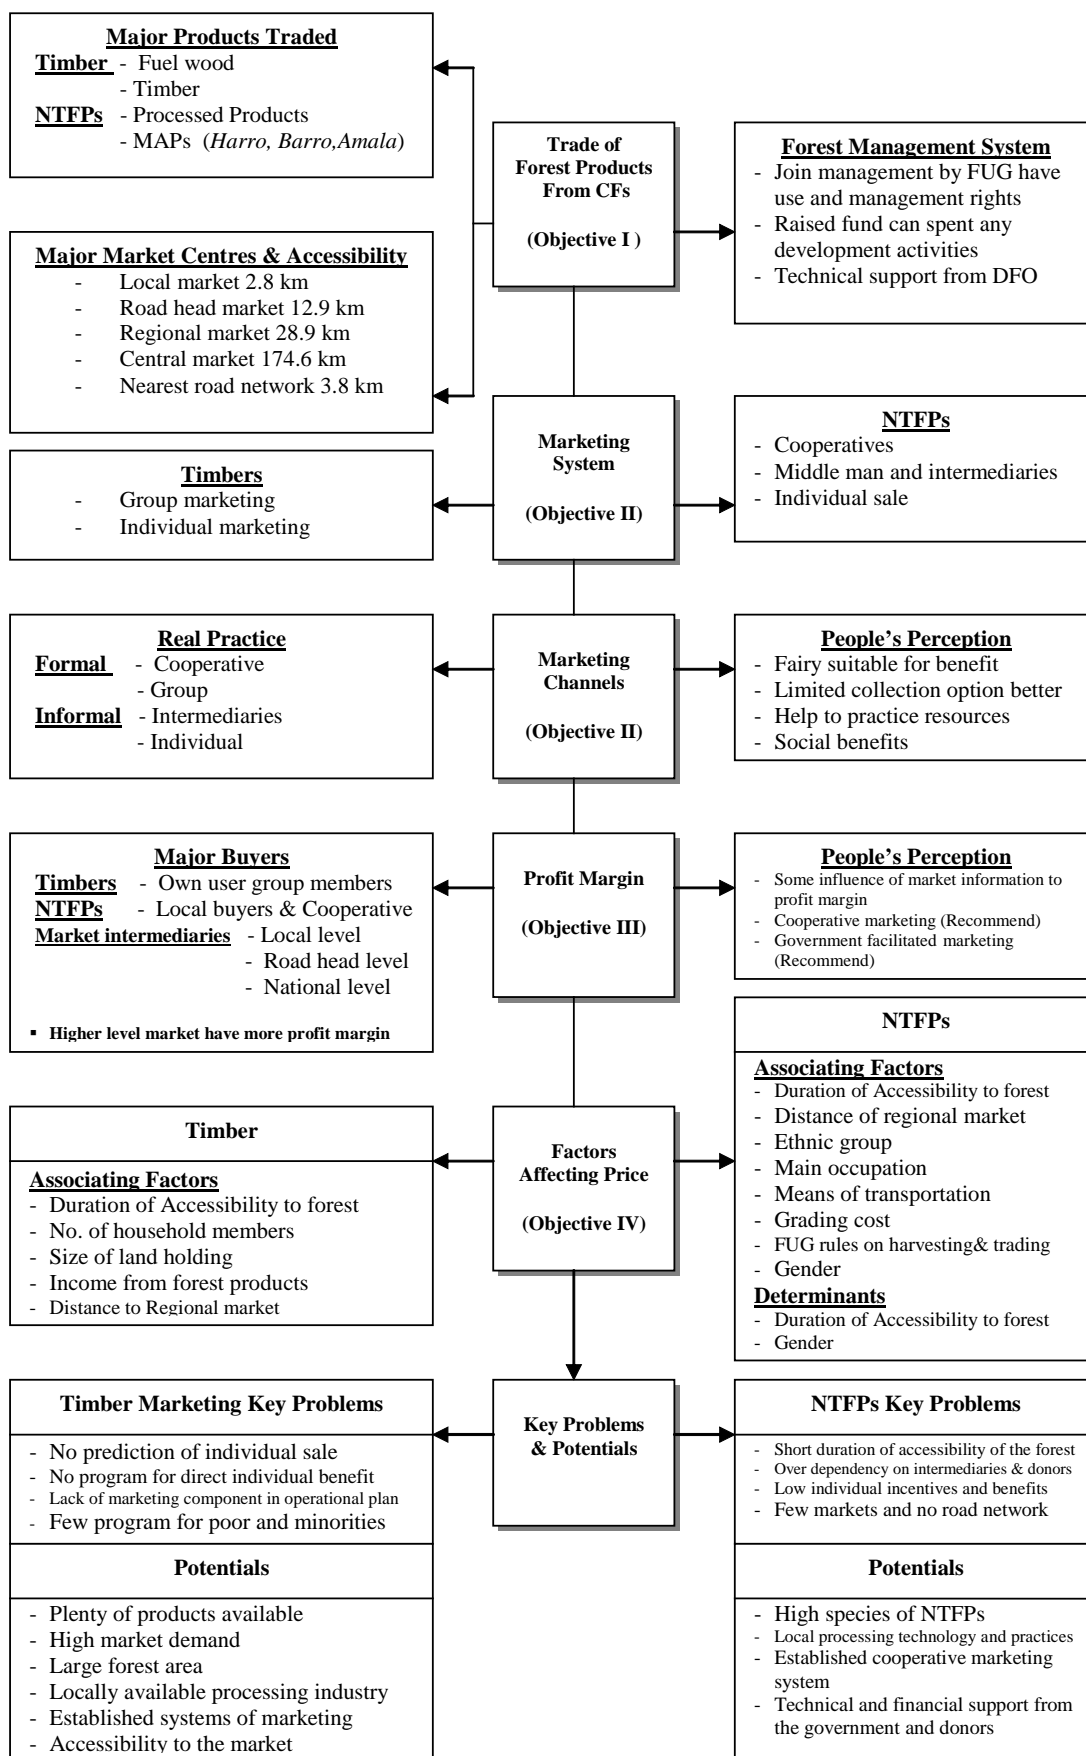 Major Products Traded
Timber - Fuel wood
- Timber
NTFPs - Processed Products
- MAPs (Harro, Barro,Amala)
Trade of
Forest Products
From CFs
(Objective I )
Forest Management System
- Join management by FUG have
use and management rights
- Raised fund can spent any
development activities
- Technical support from DFO
Major Market Centres & Accessibility
- Local market 2.8 km
- Road head market 12.9 km
- Regional market 28.9 km
- Central market 174.6 km
- Nearest road network 3.8 km
Timbers
- Group marketing
- Individual marketing
Marketing
System
(Objective II)
NTFPs
- Cooperatives
- Middle man and intermediaries
- Individual sale
Real Practice
Formal - Cooperative
- Group
Informal - Intermediaries
- Individual
Marketing
Channels
(Objective II)
People's Perception
- Fairy suitable for benefit
- Limited collection option better
- Help to practice resources
- Social benefits
Major Buyers
Timbers - Own user group members
NTFPs - Local buyers & Cooperative
Market intermediaries - Local level
- Road head level
- National level
▪ Higher level market have more profit margin
Profit Margin
(Objective III)
People's Perception
- Some influence of market information to
profit margin
- Cooperative marketing (Recommend)
- Government facilitated marketing
(Recommend)
Timber
Associating Factors
- Duration of Accessibility to forest
- No. of household members
- Size of land holding
- Income from forest products
- Distance to Regional market
Factors
Affecting Price
(Objective IV)
NTFPs
Associating Factors
- Duration of Accessibility to forest
- Distance of regional market
- Ethnic group
- Main occupation
- Means of transportation
- Grading cost
- FUG rules on harvesting& trading
- Gender
Determinants
- Duration of Accessibility to forest
- Gender
Timber Marketing Key Problems
- No prediction of individual sale
- No program for direct individual benefit
- Lack of marketing component in operational plan
- Few program for poor and minorities
Potentials
- Plenty of products available
- High market demand
- Large forest area
- Locally available processing industry
- Established systems of marketing
- Accessibility to the market
Key Problems
& Potentials
NTFPs Key Problems
- Short duration of accessibility of the forest
- Over dependency on intermediaries & donors
- Low individual incentives and benefits
- Few markets and no road network
Potentials
- High species of NTFPs
- Local processing technology and practices
- Established cooperative marketing
system
- Technical and financial support from
the government and donors